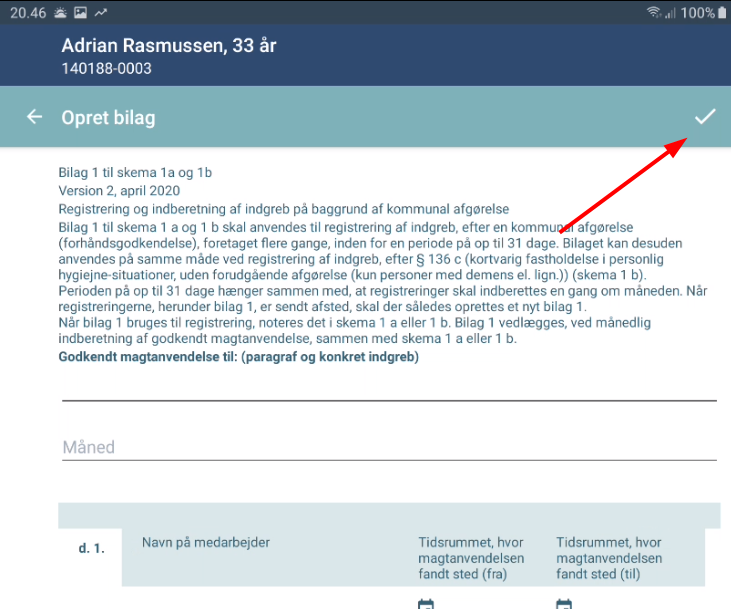 20.46
100%
Adrian Rasmussen, 33 år
140188-0003
Opret bilag
Bilag 1 til skema 1a og 1b
Version 2, april 2020
Registrering og indberetning af indgreb på baggrund af kommunal afgørelse
Bilag 1 til skema 1 a og 1 b skal anvendes til registrering af indgreb, efter en kommunal afgørelse
(forhåndsgodkendelse), foretaget flere gange, inden for en periode på op til 31 dage. Bilaget kan desuden
anvendes på samme måde ved registrering af indgreb, efter § 136 c (kortvarig fastholdelse i personlig
hygiejne-situationer, uden forudgående afgørelse (kun personer med demens el. lign.)) (skema 1 b).
Perioden på op til 31 dage hænger sammen med, at registreringer skal indberettes en gang om måneden. Når
registreringerne, herunder bilag 1, er sendt afsted, skal der således oprettes et nyt bilag 1.
Når bilag 1 bruges til registrering, noteres det i skema 1 a eller 1 b. Bilag 1 vedlægges, ved månedlig
indberetning af godkendt magtanvendelse, sammen med skema 1 a eller 1 b.
Godkendt magtanvendelse til: (paragraf og konkret indgreb)
Måned
d. 1.
Navn på medarbejder
Tidsrummet, hvor
magtanvendelsen
fandt sted (fra)
Tidsrummet, hvor
magtanvendelsen
fandt sted (til)